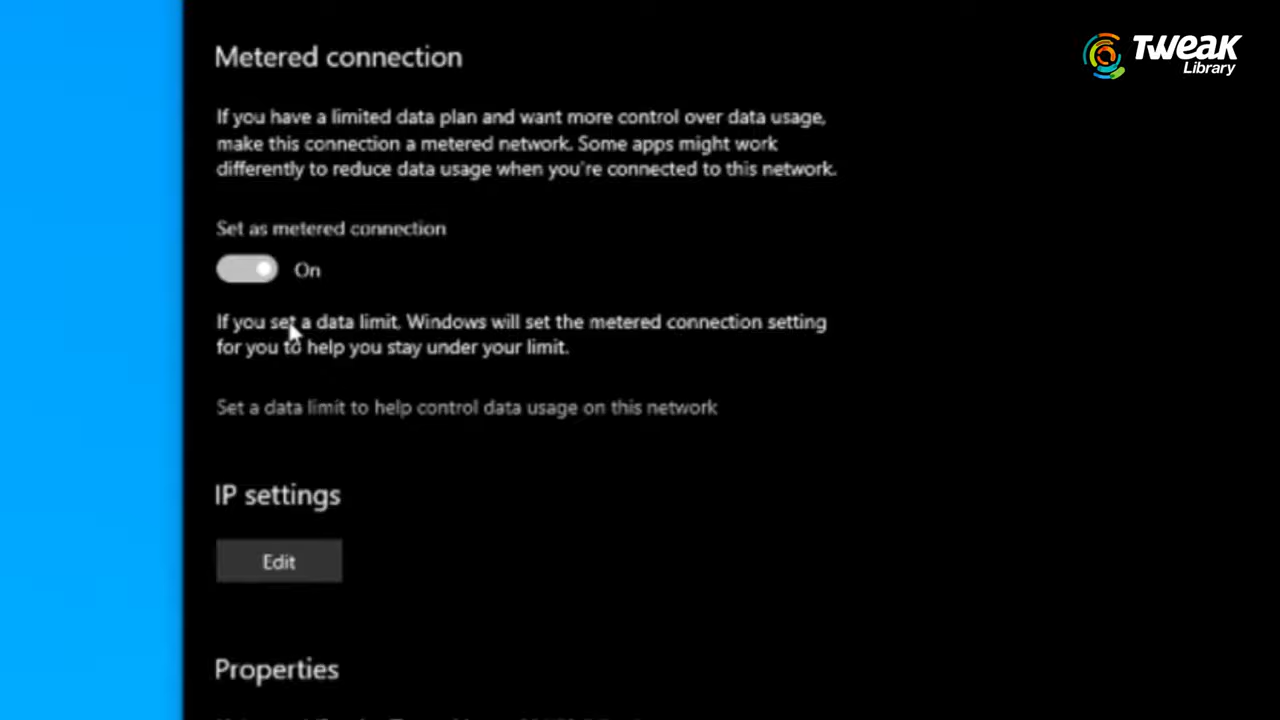 TWEAK
Library
Metered connection
If you have a limited data plan and want more control over data usage,
make this connection a metered network. Some apps might work
differently to reduce data usage when you're connected to this network.
Set as metered connection
On
If you set a data limit, Windows will set the metered connection setting
for you to help you stay under your limit.
Set a data limit to help control data usage on this network
IP settings
Edit
Properties